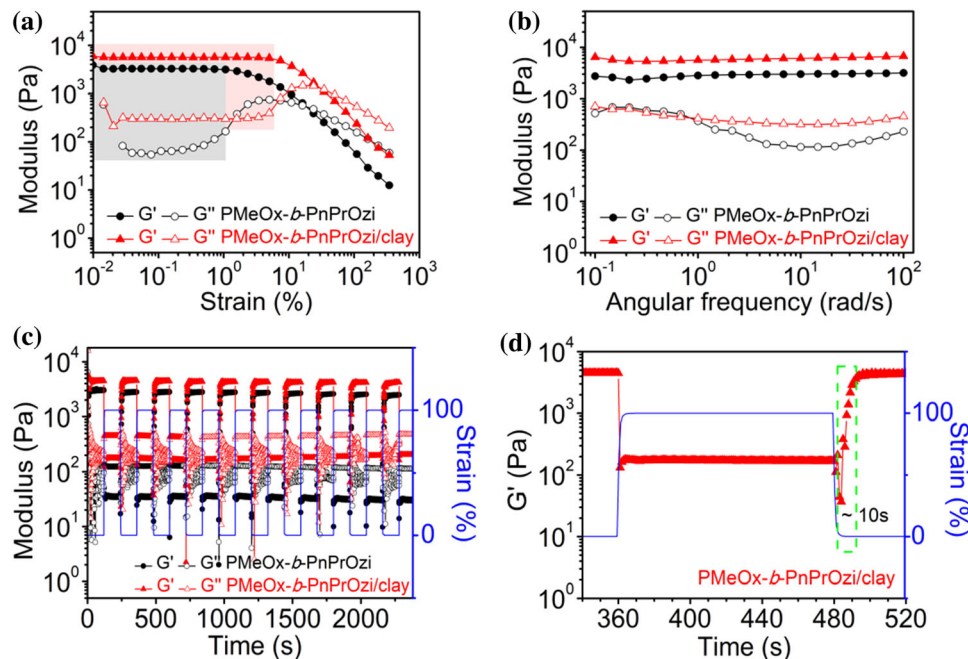 (a)
Modulus (Pa)
10⁵
10⁴
10³
10²
10¹
10⁰
G' G'' PMeOx-b-PnPrOzi
G' G'' PMeOx-b-PnPrOzi/clay
10⁻² 10⁻¹ 10⁰ 10¹ 10² 10³
Strain (%)
(b)
Modulus (Pa)
10⁵
10⁴
10³
10²
10¹
10⁰
G' G'' PMeOx-b-PnPrOzi
G' G'' PMeOx-b-PnPrOzi/clay
10⁻¹ 10⁰ 10¹ 10²
Angular frequency (rad/s)
(c)
Modulus (Pa)
10⁴
10³
10²
10¹
10⁰
G' G'' PMeOx-b-PnPrOzi
G' G'' PMeOx-b-PnPrOzi/clay
0 500 1000 1500 2000
Time (s)
100
0
Strain (%)
(d)
G' (Pa)
10⁴
10³
10²
10¹
10⁰
~ 10s
PMeOx-b-PnPrOzi/clay
360 400 440 480 520
Time (s)
100
0
Strain (%)